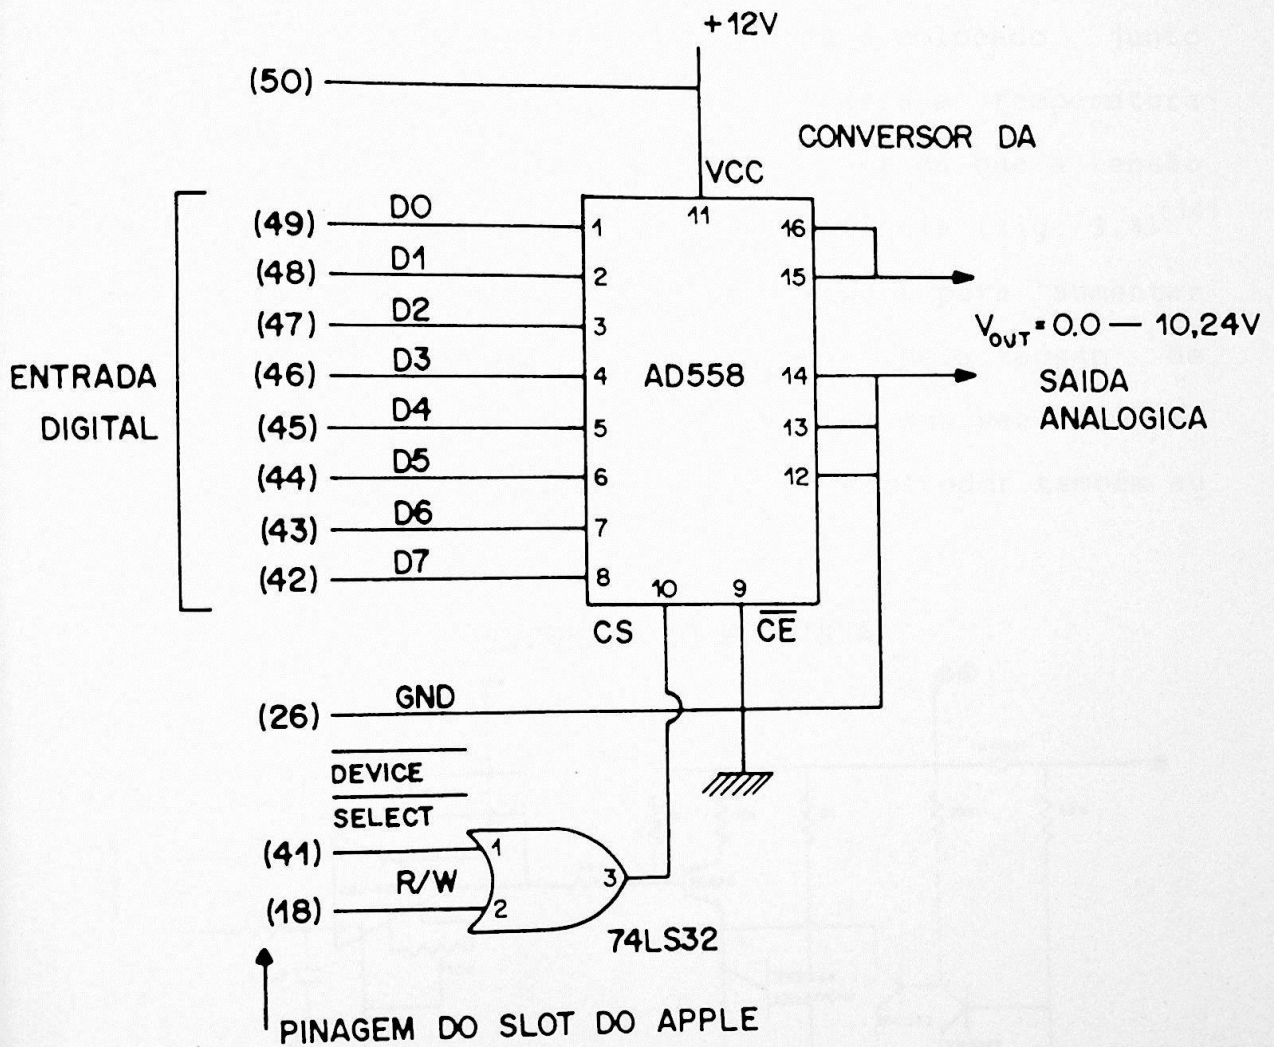 +12V
(50)
CONVERSOR DA
VCC
11
(49) D0 1
16
(48) D1 2
15
(47) D2 3
V_OUT = 0.0 — 10,24V
(46) D3 4
AD558
14
SAIDA
ANALOGICA
ENTRADA
DIGITAL
(45) D4 5
13
(44) D5 6
12
(43) D6 7
(42) D7 8
10
9
CS
CE
(26) GND
DEVICE
SELECT
(41) 1
R/W
3
(18) 2
74LS32
PINAGEM DO SLOT DO APPLE